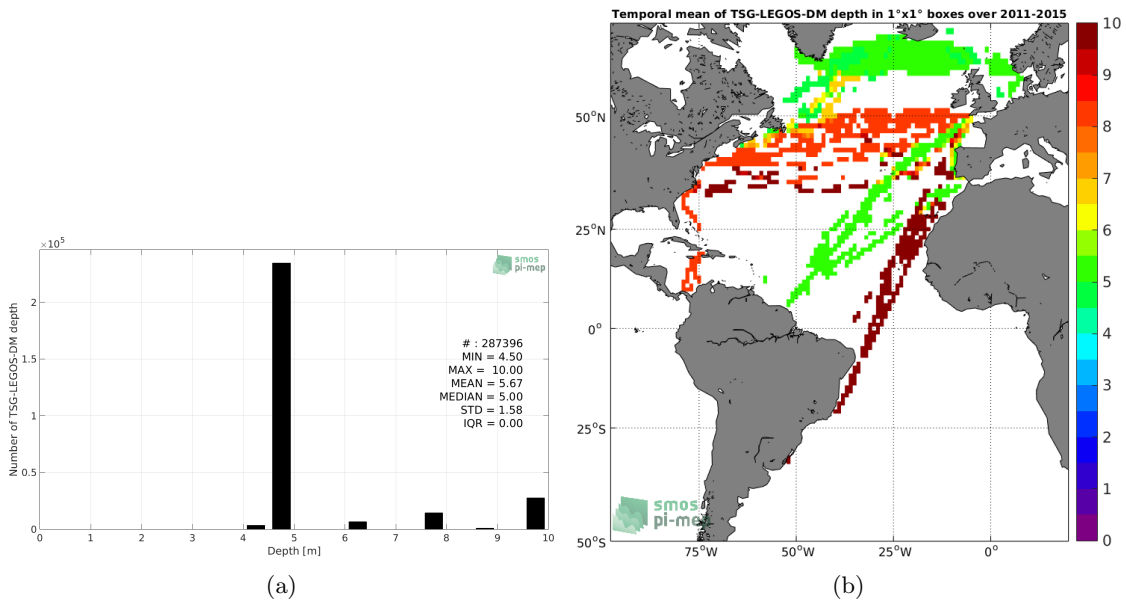 ×10⁵
smos
pi-mep
Number of TSG-LEGOS-DM depth
2
1.5
1
0.5
0
# : 287396
MIN = 4.50
MAX = 10.00
MEAN = 5.67
MEDIAN = 5.00
STD = 1.58
IQR = 0.00
0 1 2 3 4 5 6 7 8 9 10
Depth [m]
(a)
Temporal mean of TSG-LEGOS-DM depth in 1°x1° boxes over 2011-2015
50°N
25°N
0°
25°S
50°S
75°W 50°W 25°W 0°
smos
pi-mep
10
9
8
7
6
5
4
3
2
1
0
(b)